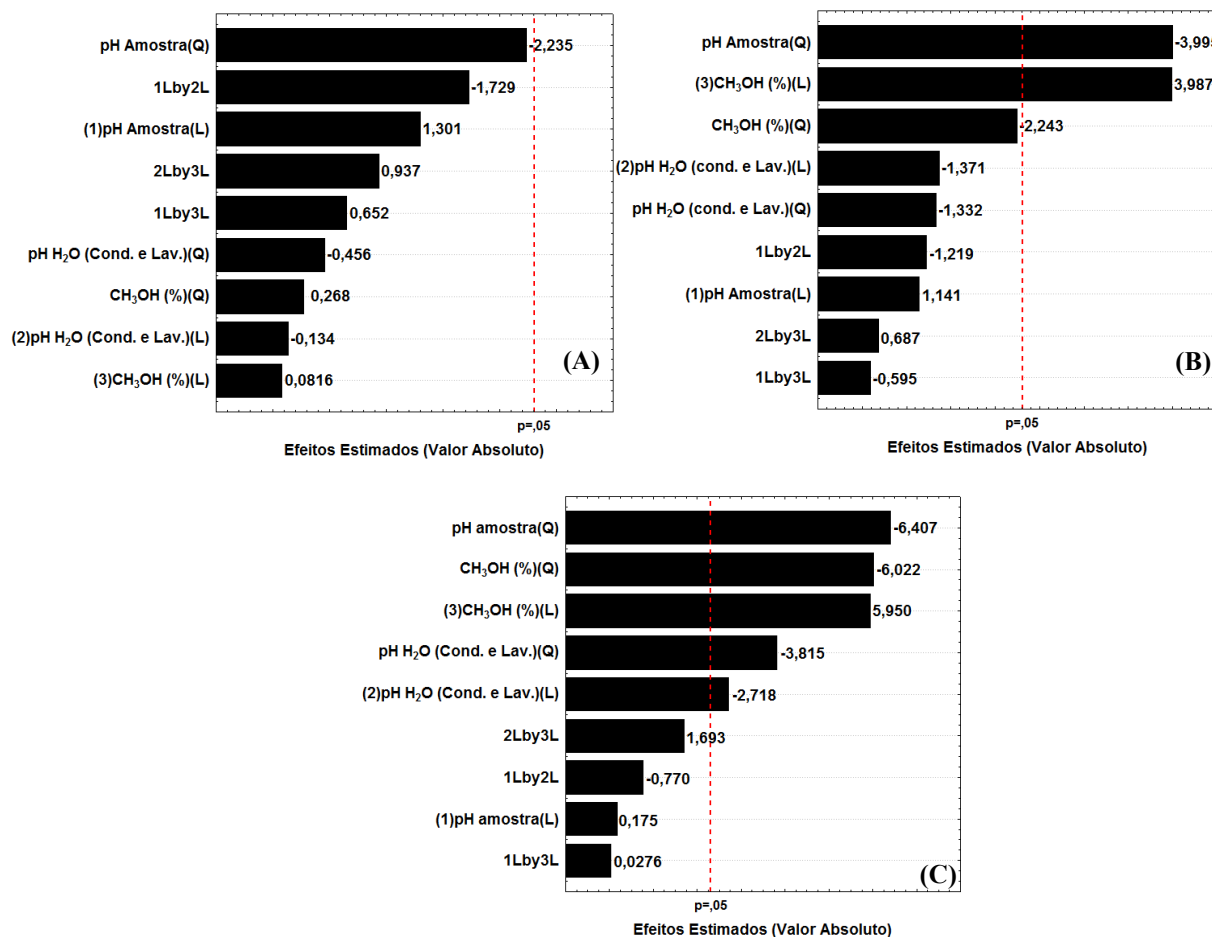 pH Amostra(Q) -2,235
1Lby2L -1,729
(1)pH Amostra(L) 1,301
2Lby3L 0,937
1Lby3L 0,652
pH H₂O (Cond. e Lav.)(Q) -0,456
CH₃OH (%)(Q) 0,268
(2)pH H₂O (Cond. e Lav.)(L) -0,134
(3)CH₃OH (%)(L) 0,0816
(A)
p=,05
Efeitos Estimados (Valor Absoluto)
pH Amostra(Q) -3,995
(3)CH₃OH (%)(L) 3,987
CH₃OH (%)(Q) -2,243
(2)pH H₂O (cond. e Lav.)(L) -1,371
pH H₂O (cond. e Lav.)(Q) -1,332
1Lby2L -1,219
(1)pH Amostra(L) 1,141
2Lby3L 0,687
1Lby3L -0,595
(B)
p=,05
Efeitos Estimados (Valor Absoluto)
pH amostra(Q) -6,407
CH₃OH (%)(Q) -6,022
(3)CH₃OH (%)(L) 5,950
pH H₂O (Cond. e Lav.)(Q) -3,815
(2)pH H₂O (Cond. e Lav.)(L) -2,718
2Lby3L 1,693
1Lby2L -0,770
(1)pH amostra(L) 0,175
1Lby3L 0,0276
(C)
p=,05
Efeitos Estimados (Valor Absoluto)